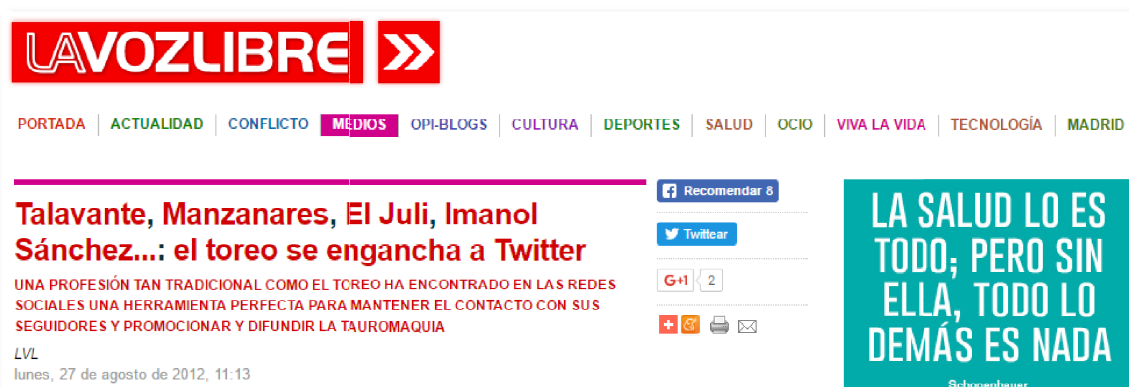 LAVOZLIBRE
PORTADA ACTUALIDAD CONFLICTO MEDIOS OPI-BLOGS CULTURA DEPORTES SALUD OCIO VIVA LA VIDA TECNOLOGÍA MADRID
Talavante, Manzanares, El Juli, Imanol
Sánchez...: el toreo se engancha a Twitter
UNA PROFESIÓN TAN TRADICIONAL COMO EL TOREO HA ENCONTRADO EN LAS REDES
SOCIALES UNA HERRAMIENTA PERFECTA PARA MANTENER EL CONTACTO CON SUS
SEGUIDORES Y PROMOCIONAR Y DIFUNDIR LA TAUROMAQUIA
LVL
lunes, 27 de agosto de 2012, 11:13
Recomendar 8
Twittear
G+1 2
LA SALUD LO ES
TODO; PERO SIN
ELLA, TODO LO
DEMÁS ES NADA
Schopenhauer